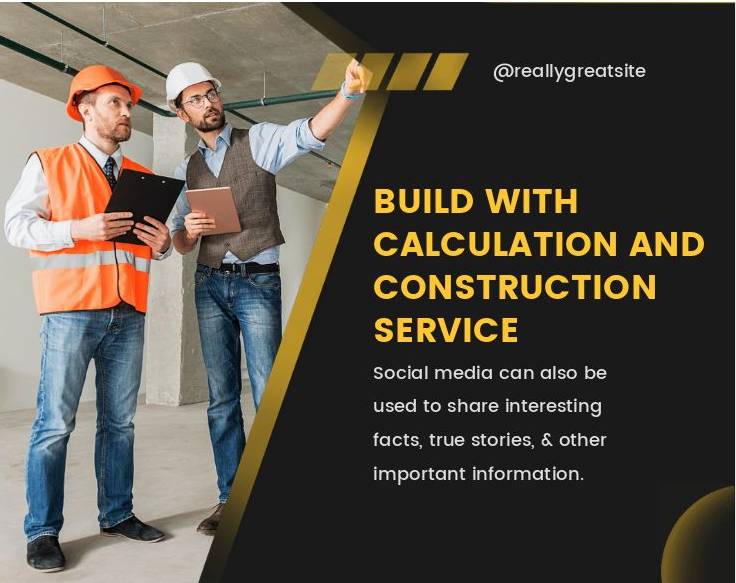 @reallygreatsite
BUILD WITH
CALCULATION AND
CONSTRUCTION
SERVICE
Social media can also be
used to share interesting
facts, true stories, & other
important information.